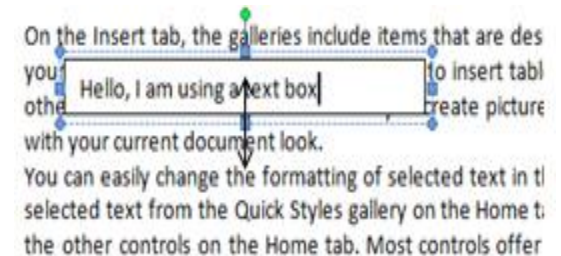 On the Insert tab, the galleries include items that are des
you to insert tabl
Hello, I am using a text box
othe create picture
with your current document look.
You can easily change the formatting of selected text in t
selected text from the Quick Styles gallery on the Home t
the other controls on the Home tab. Most controls offer